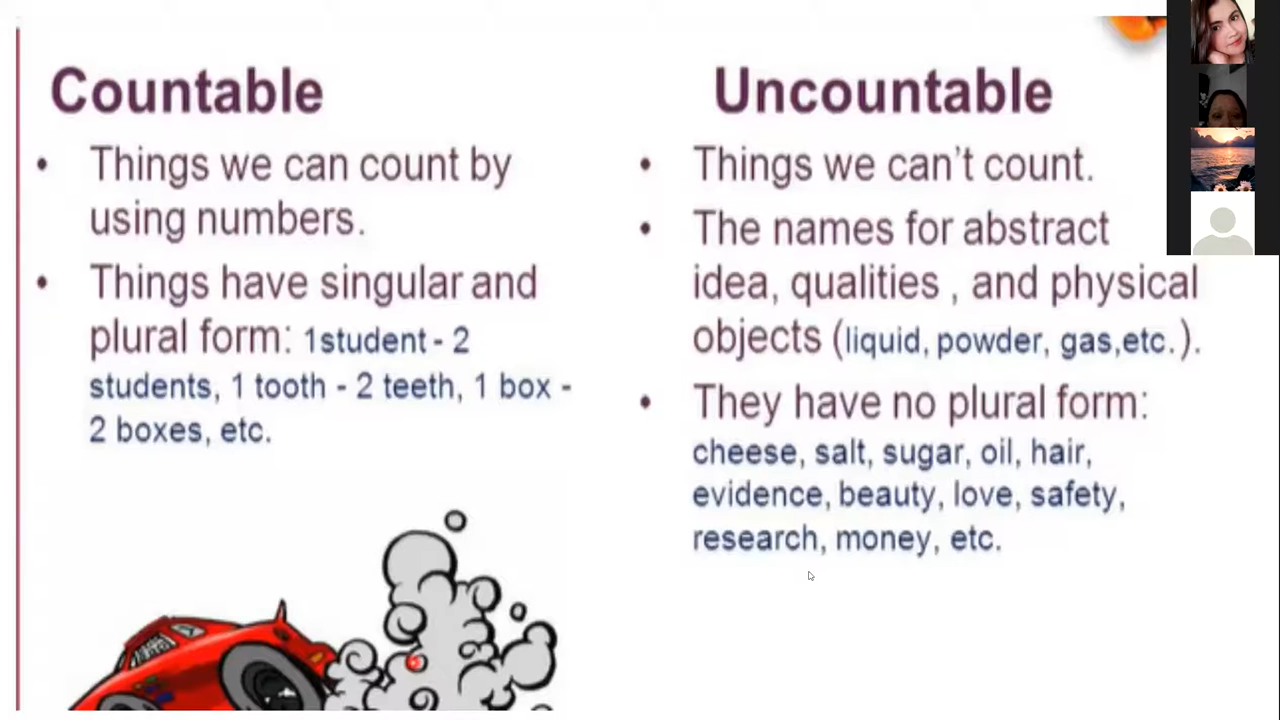 Countable
• Things we can count by
using numbers.
• Things have singular and
plural form: 1student - 2
students, 1 tooth - 2 teeth, 1 box -
2 boxes, etc.
Uncountable
• Things we can't count.
• The names for abstract
idea, qualities , and physical
objects (liquid, powder, gas,etc.).
• They have no plural form:
cheese, salt, sugar, oil, hair,
evidence, beauty, love, safety,
research, money, etc.